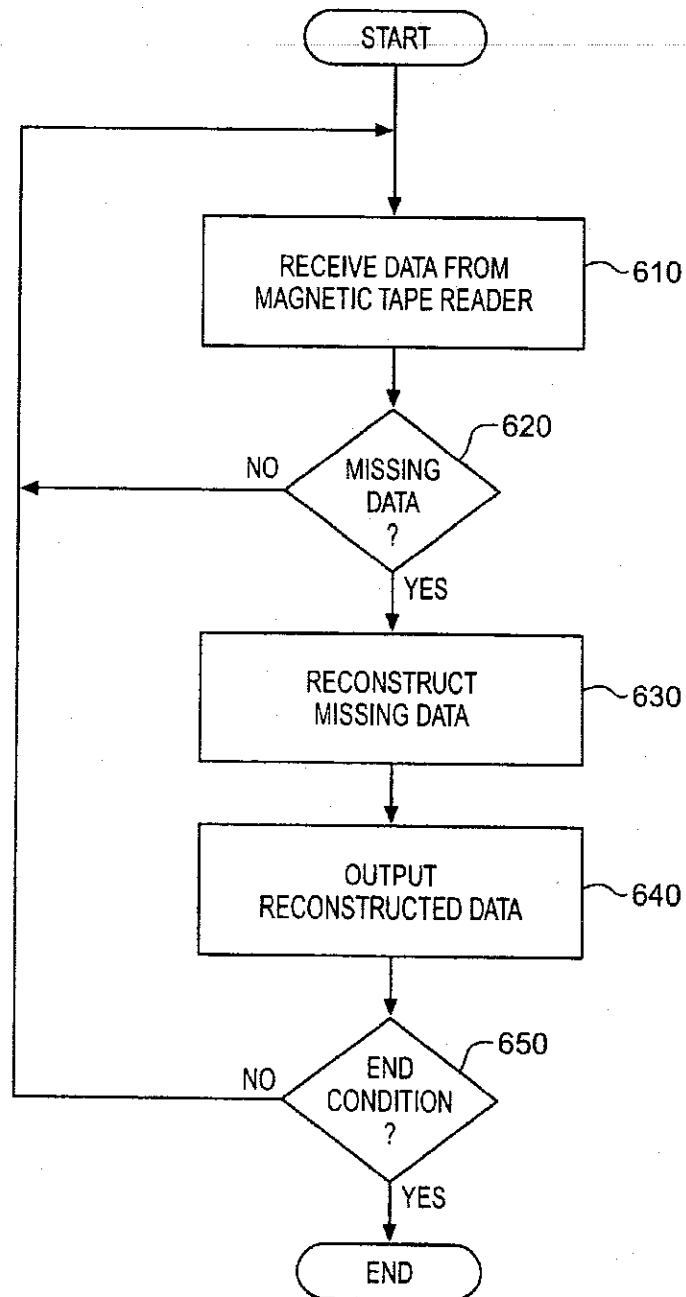 START
RECEIVE DATA FROM
MAGNETIC TAPE READER
610
620
NO
MISSING
DATA
?
YES
RECONSTRUCT
MISSING DATA
630
OUTPUT
RECONSTRUCTED DATA
640
650
NO
END
CONDITION
?
YES
END